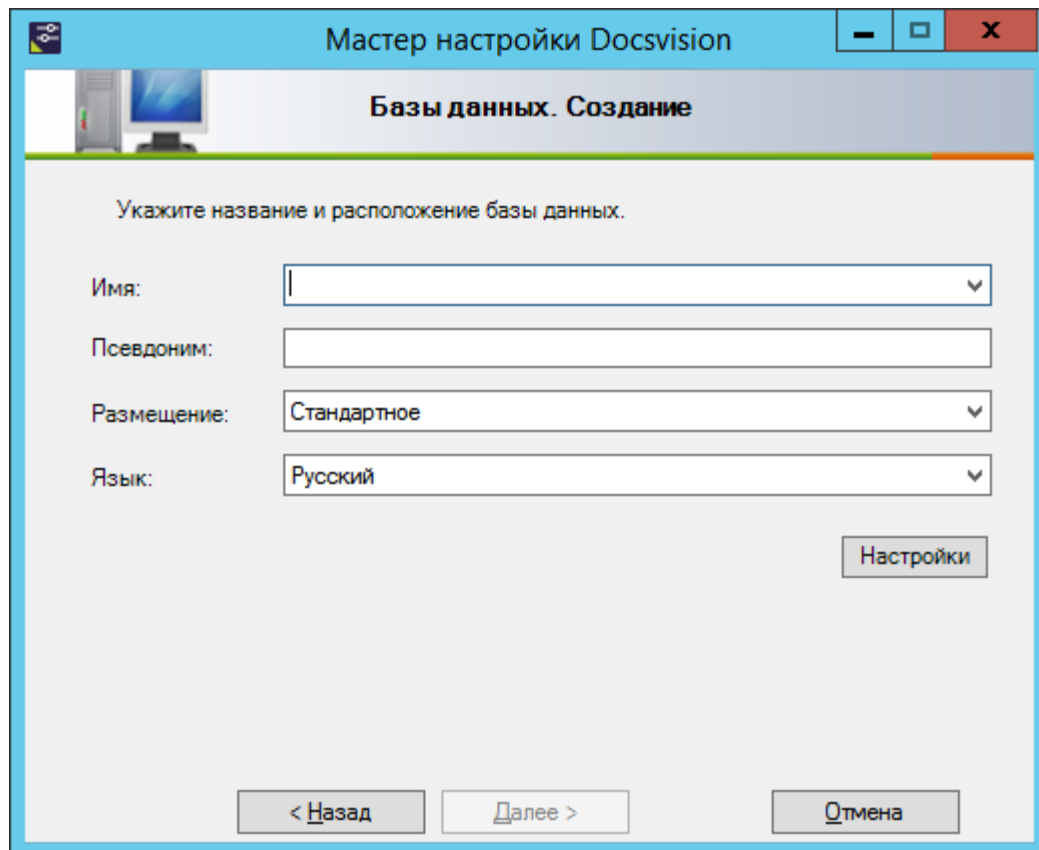 Мастер настройки Docsvision
Базы данных. Создание
Укажите название и расположение базы данных.
Имя:
Псевдоним:
Размещение: Стандартное
Язык: Русский
Настройки
< Назад Далее > Отмена